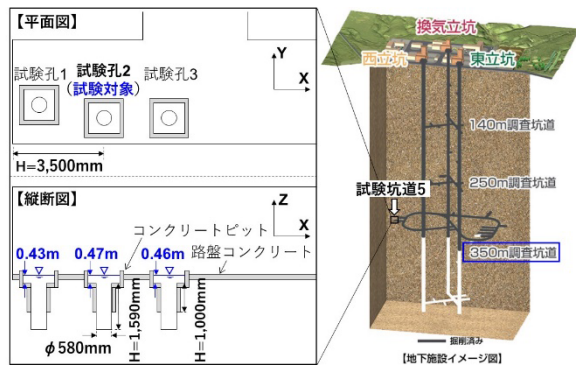 【平面図】
試験孔1
試験孔2
(試験対象)
試験孔3
Y
X
H=3,500mm
【縦断図】
Z
X
コンクリートピット
路盤コンクリート
0.43m
0.47m
0.46m
φ580mm
H=1,590mm
H=1,000mm
換気立坑
西立坑
東立坑
140m調査坑道
250m調査坑道
試験坑道5
350m調査坑道
掘削済み
【地下施設イメージ図】